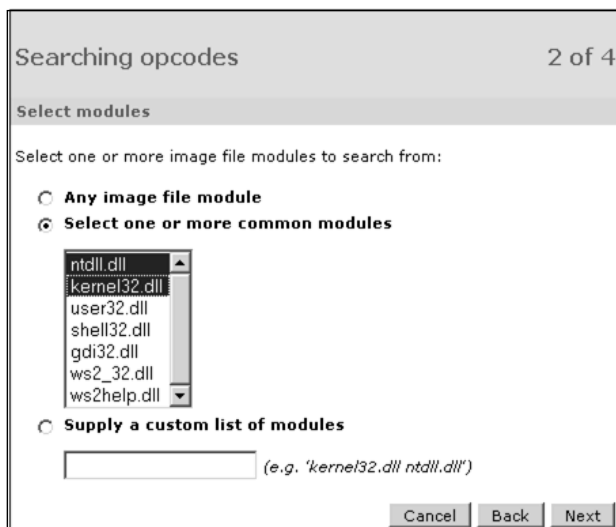 Searching opcodes 2 of 4
Select modules
Select one or more image file modules to search from:
Any image file module
Select one or more common modules
ntdll.dll
kernel32.dll
user32.dll
shell32.dll
gdi32.dll
ws2_32.dll
ws2help.dll
Supply a custom list of modules
(e.g. 'kernel32.dll ntdll.dll')
Cancel Back Next